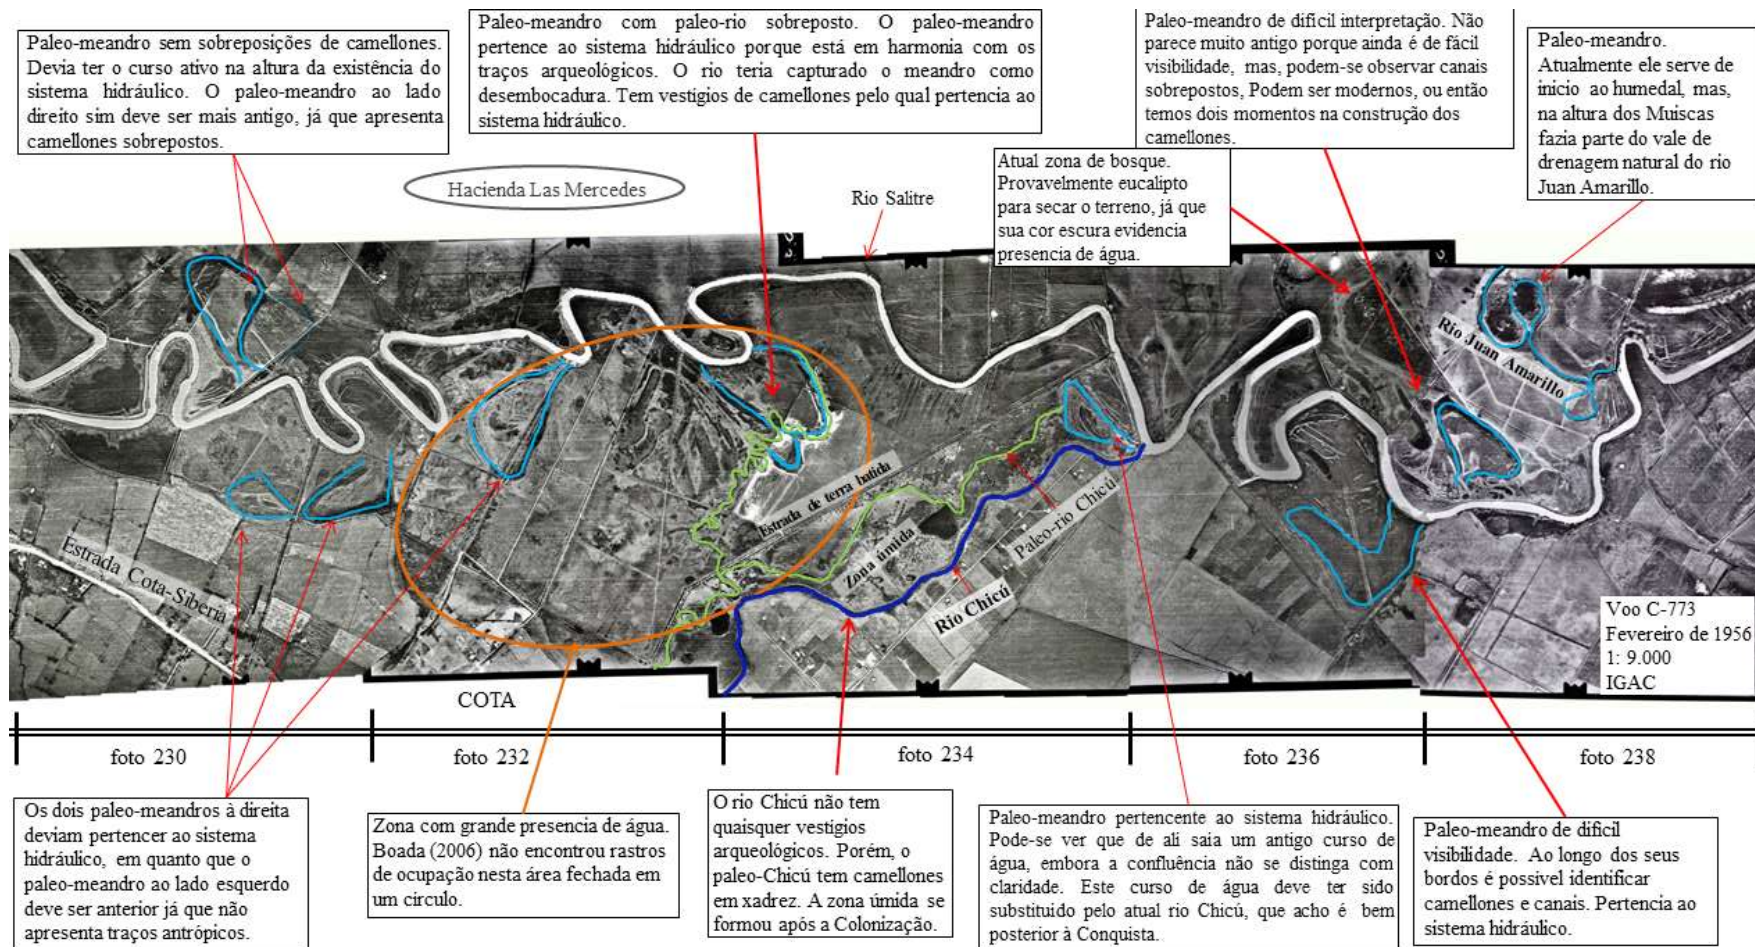 Paleo-meandro sem sobreposições de camellones.
Devia ter o curso ativo na altura da existência do
sistema hidráulico. O paleo-meandro ao lado
direito sim deve ser mais antigo, já que apresenta
camellones sobrepostos.
Paleo-meandro com paleo-rio sobreposto. O paleo-meandro
pertence ao sistema hidráulico porque está em harmonia com os
traços arqueológicos. O rio teria capturado o meandro como
desembocadura. Tem vestígios de camellones pelo qual pertencia ao
sistema hidráulico.
Paleo-meandro de difícil interpretação. Não
parece muito antigo porque ainda é de fácil
visibilidade, mas, podem-se observar canais
sobrepostos, Podem ser modernos, ou então
temos dois momentos na construção dos
camellones.
Paleo-meandro.
Atualmente ele serve de
inicio ao humedal, mas,
na altura dos Muiscas
fazia parte do vale de
drenagem natural do rio
Juan Amarillo.
Atual zona de bosque.
Provavelmente eucalipto
para secar o terreno, já que
sua cor escura evidencia
presencia de água.
Hacienda Las Mercedes
Rio Salitre
Rio Juan Amarillo
Estrada de terra batida
Paleo-rio Chicú
Zona úmida
Rio Chicú
Estrada Cota-Siberia
Voo C-773
Fevereiro de 1956
1: 9.000
IGAC
COTA
foto 230
foto 232
foto 234
foto 236
foto 238
Os dois paleo-meandros à direita
deviam pertencer ao sistema
hidráulico, em quanto que o
paleo-meandro ao lado esquerdo
deve ser anterior já que não
apresenta traços antrópicos.
Zona com grande presencia de água.
Boada (2006) não encontrou rastros
de ocupação nesta área fechada em
um circulo.
O rio Chicú não tem
quaisquer vestígios
arqueológicos. Porém, o
paleo-Chicú tem camellones
em xadrez. A zona úmida se
formou após a Colonização.
Paleo-meandro pertencente ao sistema hidráulico.
Pode-se ver que de ali saia um antigo curso de
água, embora a confluência não se distinga com
claridade. Este curso de água deve ter sido
substituido pelo atual rio Chicú, que acho é bem
posterior à Conquista.
Paleo-meandro de difícil
visibilidade. Ao longo dos seus
bordos é possível identificar
camellones e canais. Pertencia ao
sistema hidráulico.